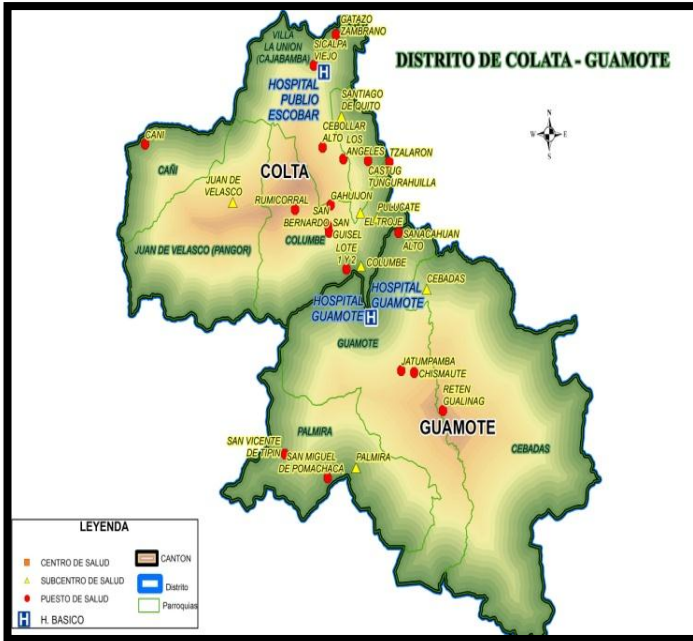 GATAZO
ZAMBRANO
VILLA
LA UNION
(CAJABAMBA)
SICALPA
VIEJO
H
DISTRITO DE COLATA - GUAMOTE
HOSPITAL
PUBLIO
ESCOBAR
SANTIAGO
DE QUITO
N
W E
S
CEBOLLAR
ALTO
LOS
ANGELES
TZALARON
CASTUG
TUNGURAHUILLA
CANI
CAÑI
COLTA
JUAN DE
VELASCO
RUMICORRAL
GAHUIJON
PULUCATE
EL TROJE
SAN
BERNARDO
SAN
GUISEL
COLUMBE
SANACAHUAN
ALTO
JUAN DE VELASCO (PANGOR)
LOTE
1 Y 2
COLUMBE
CEBADAS
HOSPITAL
GUAMOTE
HOSPITAL
GUAMOTE
H
GUAMOTE
JATUMPAMBA
CHISMAUTE
RETEN
GUALINAG
GUAMOTE
PALMIRA
CEBADAS
SAN VICENTE
DE TIPIN
SAN MIGUEL
DE POMACHACA
PALMIRA
LEYENDA
CENTRO DE SALUD
SUBCENTRO DE SALUD
PUESTO DE SALUD
H H. BASICO
CANTON
Distrito
Parroquias